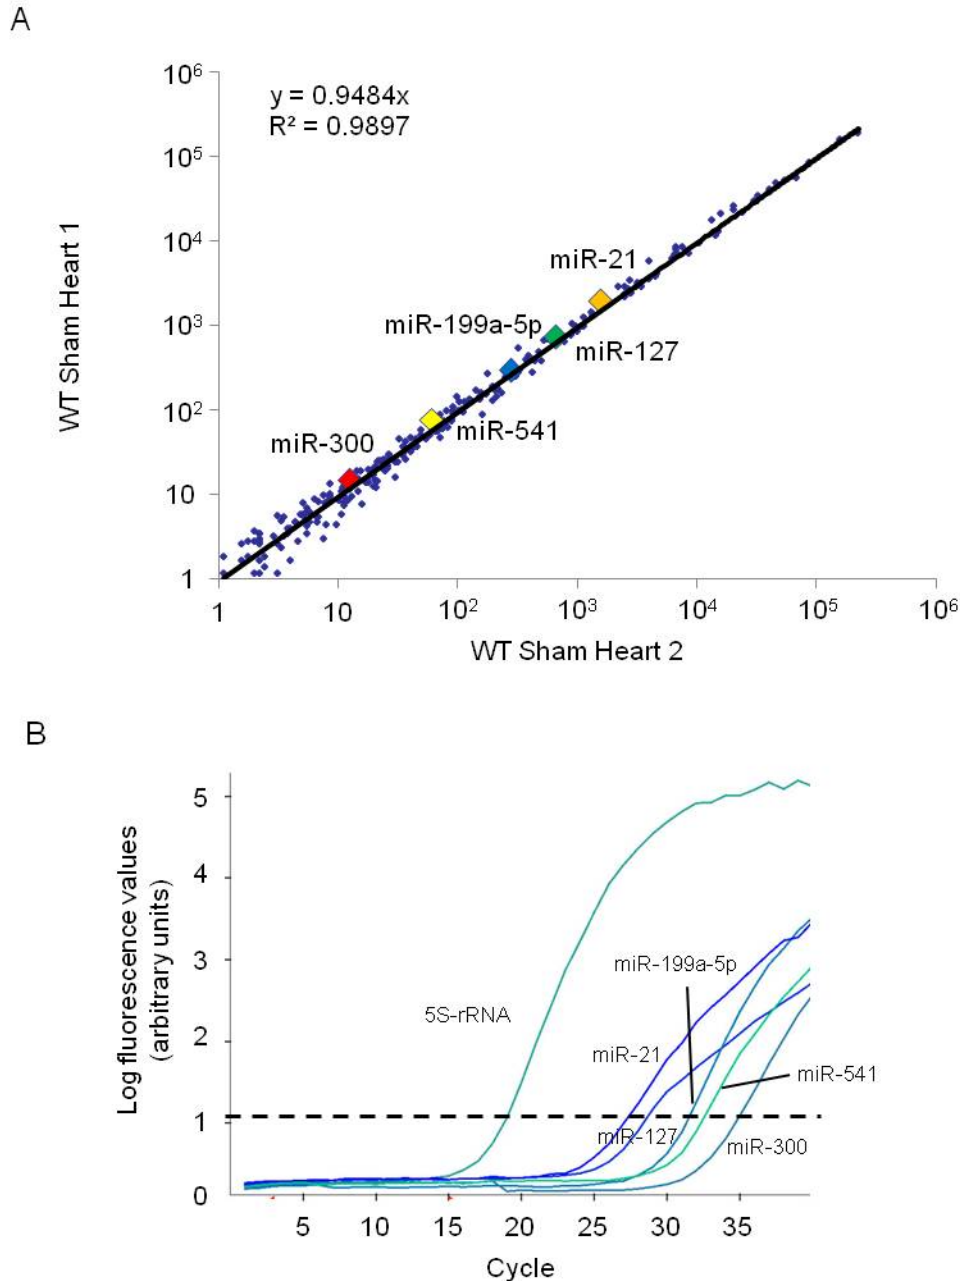 A
10⁶
10⁵
10⁴
10³
10²
10
1
WT Sham Heart 1
y = 0.9484x
R² = 0.9897
miR-21
miR-199a-5p
miR-127
miR-541
miR-300
1
10
10²
10³
10⁴
10⁵
10⁶
WT Sham Heart 2
B
5
4
3
2
1
0
Log fluorescence values
(arbitrary units)
5S-rRNA
miR-199a-5p
miR-21
miR-541
miR-127
miR-300
5
10
15
20
25
30
35
Cycle